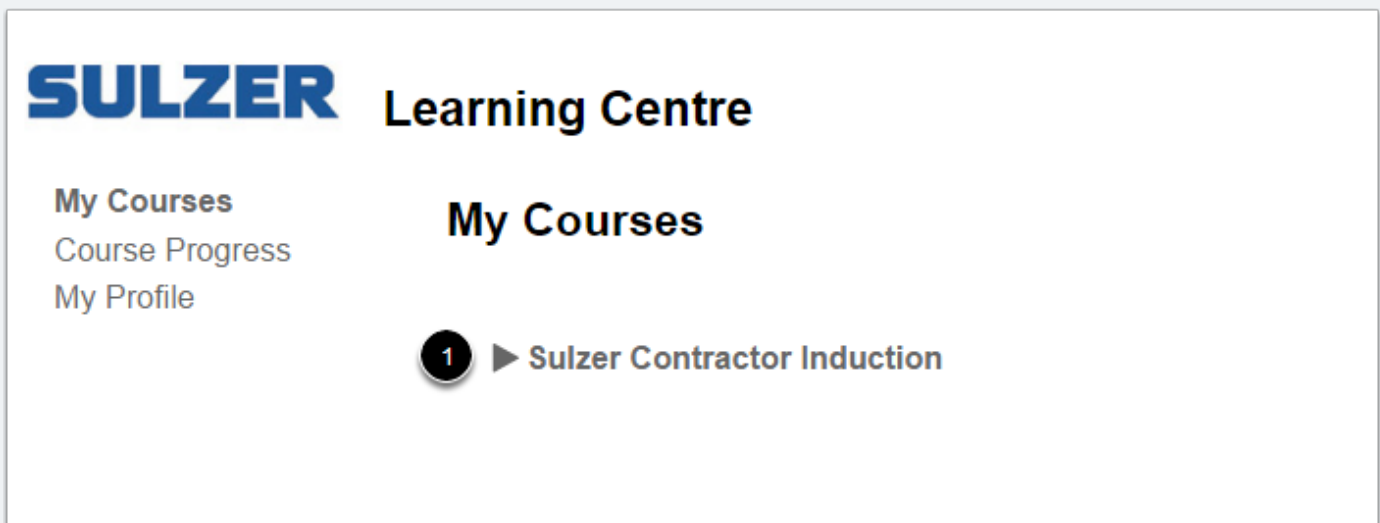 SULZER
Learning Centre
My Courses
Course Progress
My Profile
My Courses
1
Sulzer Contractor Induction